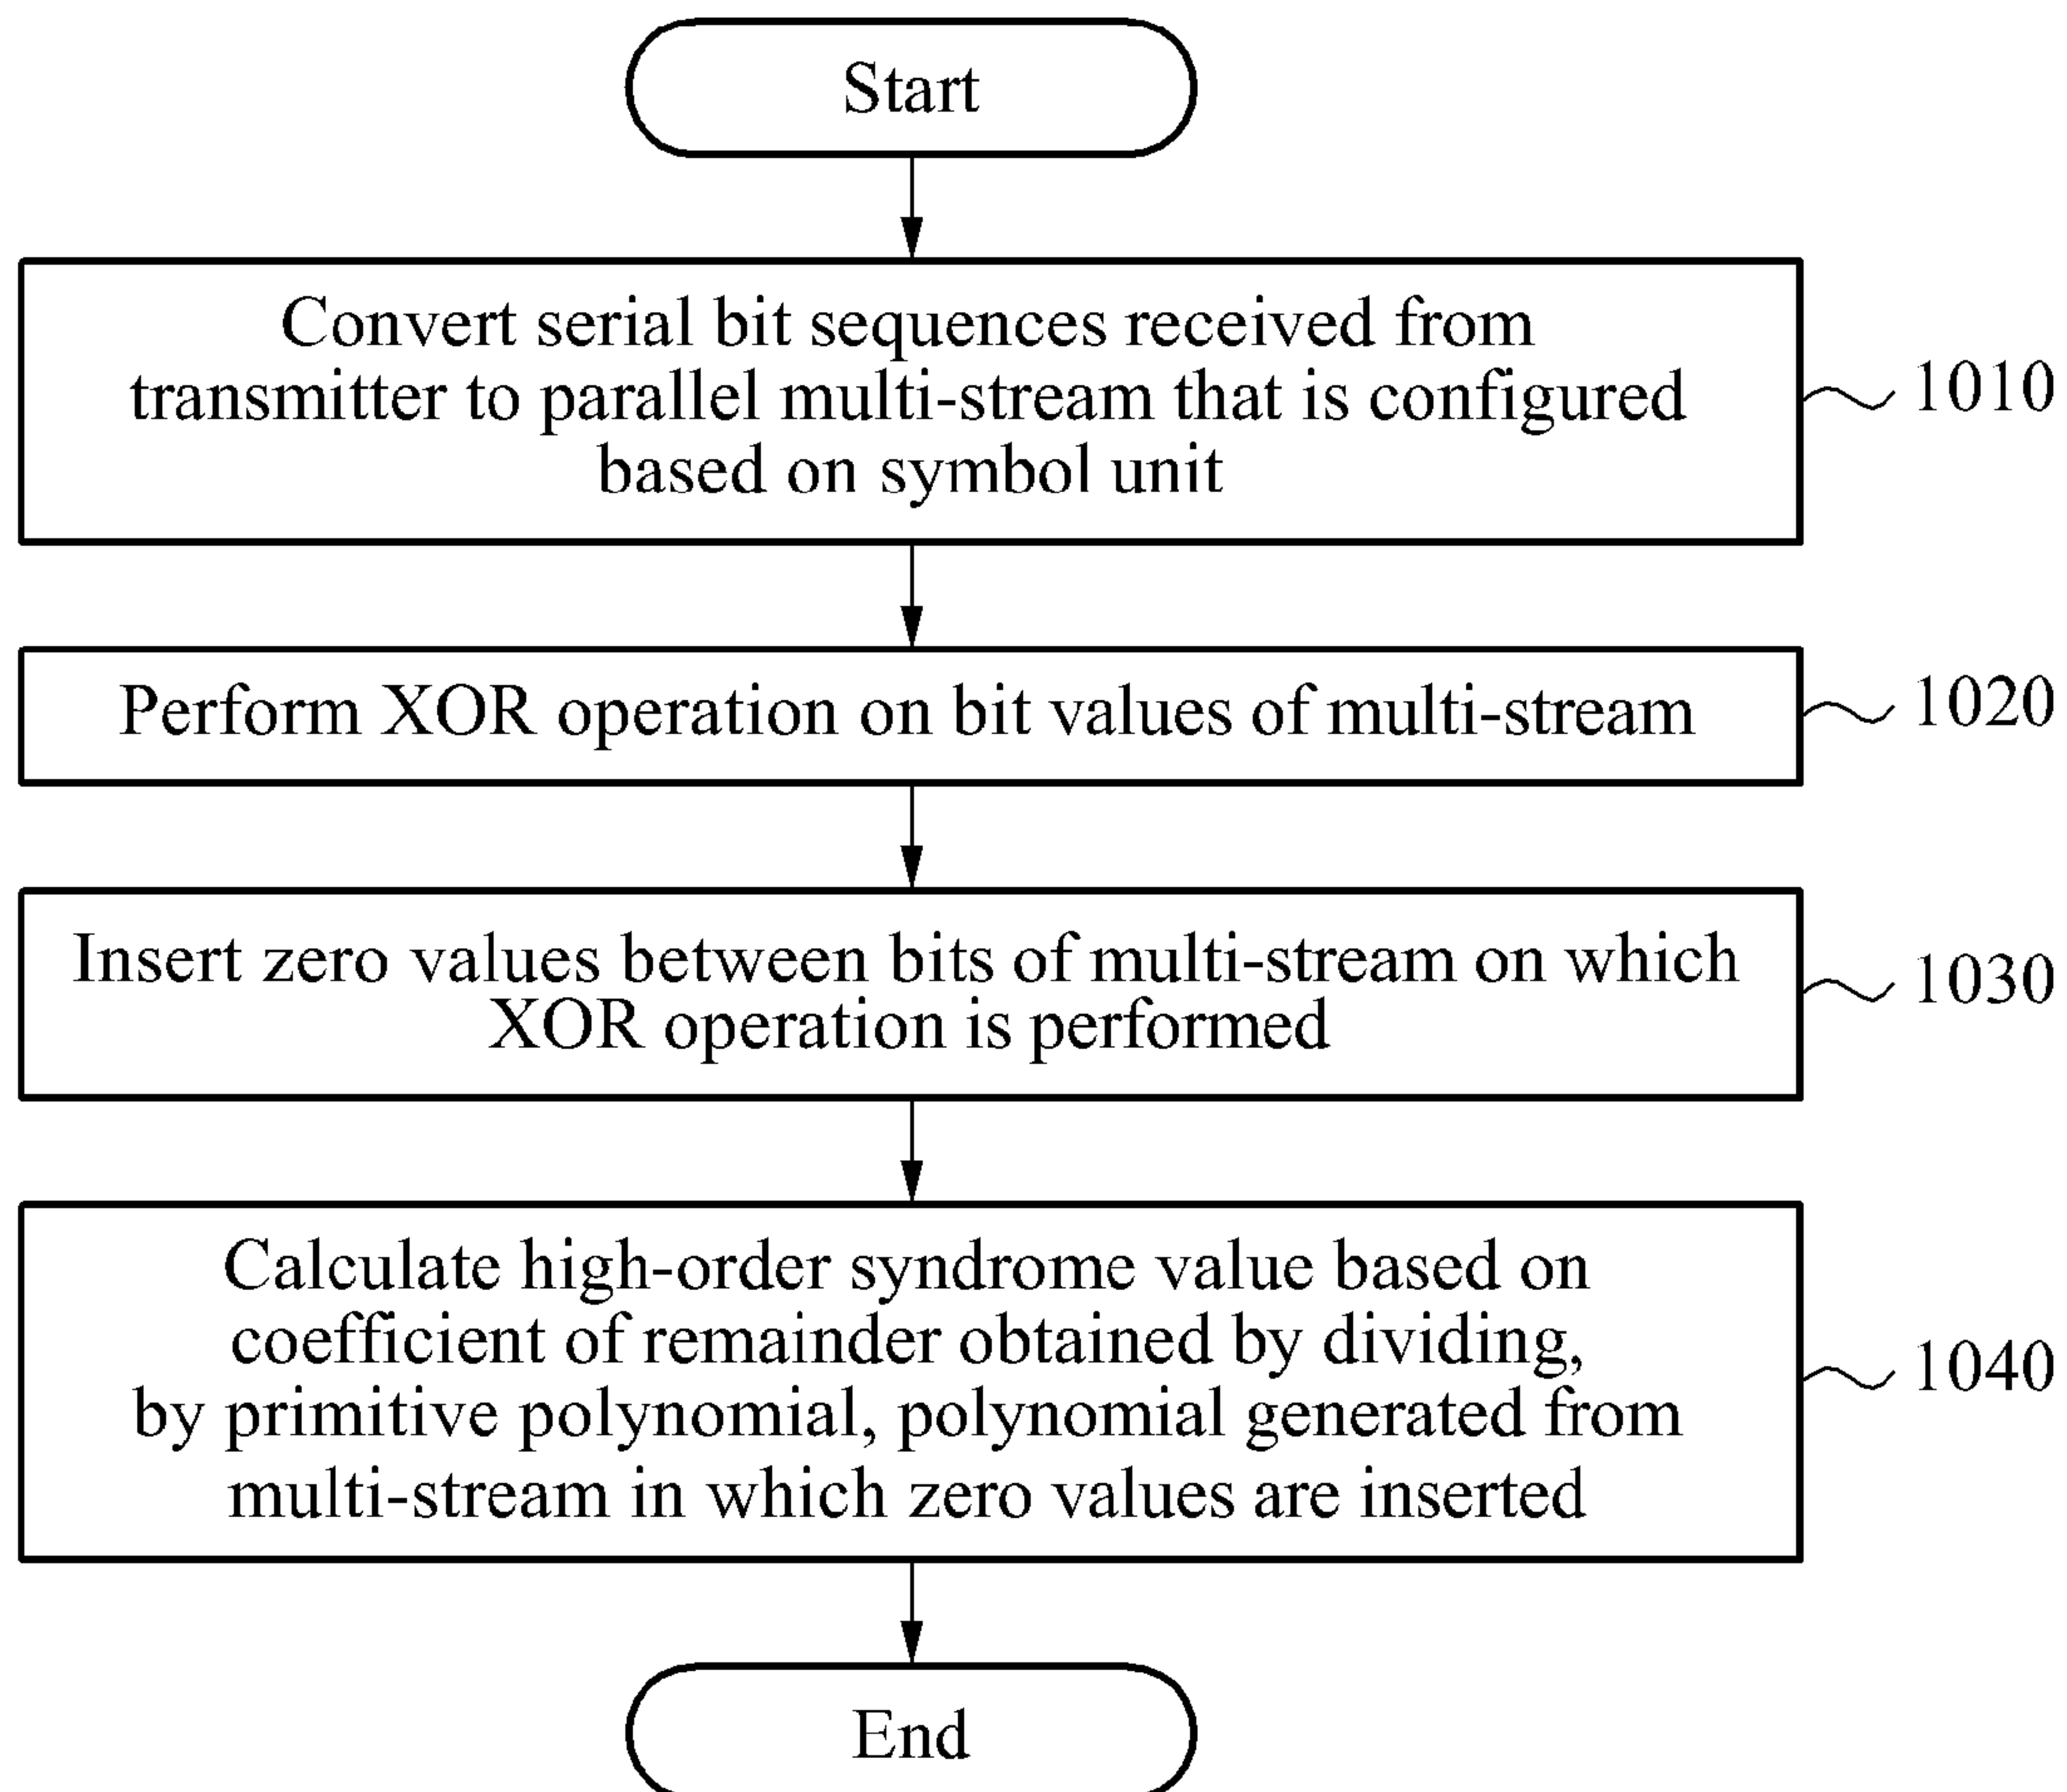 Start
Convert serial bit sequences received from
transmitter to parallel multi-stream that is configured
based on symbol unit
1010
Perform XOR operation on bit values of multi-stream
1020
Insert zero values between bits of multi-stream on which
XOR operation is performed
1030
Calculate high-order syndrome value based on
coefficient of remainder obtained by dividing,
by primitive polynomial, polynomial generated from
multi-stream in which zero values are inserted
1040
End